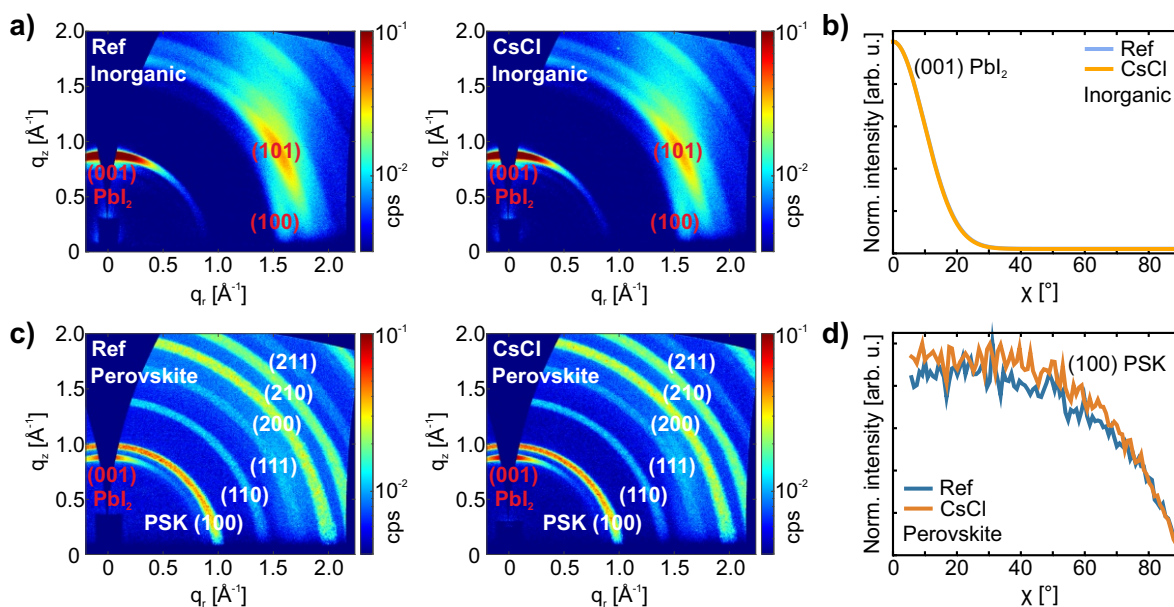 a)
Ref
Inorganic
(101)
(001)
PbI₂
(100)
2.0
1.5
1.0
0.5
0
q_z [Å⁻¹]
0 0.5 1.0 1.5 2.0
q_r [Å⁻¹]
10⁻¹
10⁻²
cps
CsCl
Inorganic
(101)
(001)
PbI₂
(100)
2.0
1.5
1.0
0.5
0
q_z [Å⁻¹]
0 0.5 1.0 1.5 2.0
q_r [Å⁻¹]
10⁻¹
10⁻²
cps
b)
(001) PbI₂
Ref
CsCl
Inorganic
Norm. intensity [arb. u.]
0 20 40 60 80
χ [°]
c)
Ref
Perovskite
(211)
(210)
(200)
(111)
(110)
(001)
PbI₂
PSK (100)
2.0
1.5
1.0
0.5
0
q_z [Å⁻¹]
0 0.5 1.0 1.5 2.0
q_r [Å⁻¹]
10⁻¹
10⁻²
cps
CsCl
Perovskite
(211)
(210)
(200)
(111)
(110)
(001)
PbI₂
PSK (100)
2.0
1.5
1.0
0.5
0
q_z [Å⁻¹]
0 0.5 1.0 1.5 2.0
q_r [Å⁻¹]
10⁻¹
10⁻²
cps
d)
(100) PSK
Ref
CsCl
Perovskite
Norm. intensity [arb. u.]
0 20 40 60 80
χ [°]